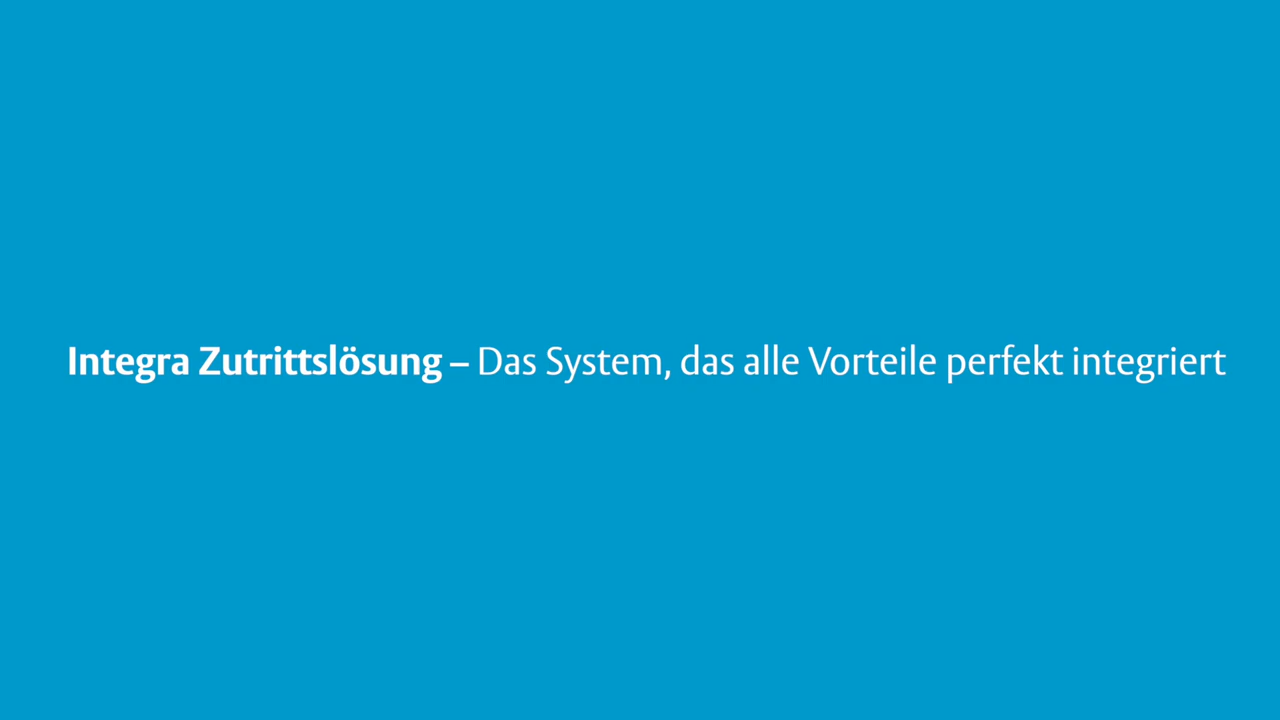 Integra Zutrittslösung – Das System, das alle Vorteile perfekt integriert